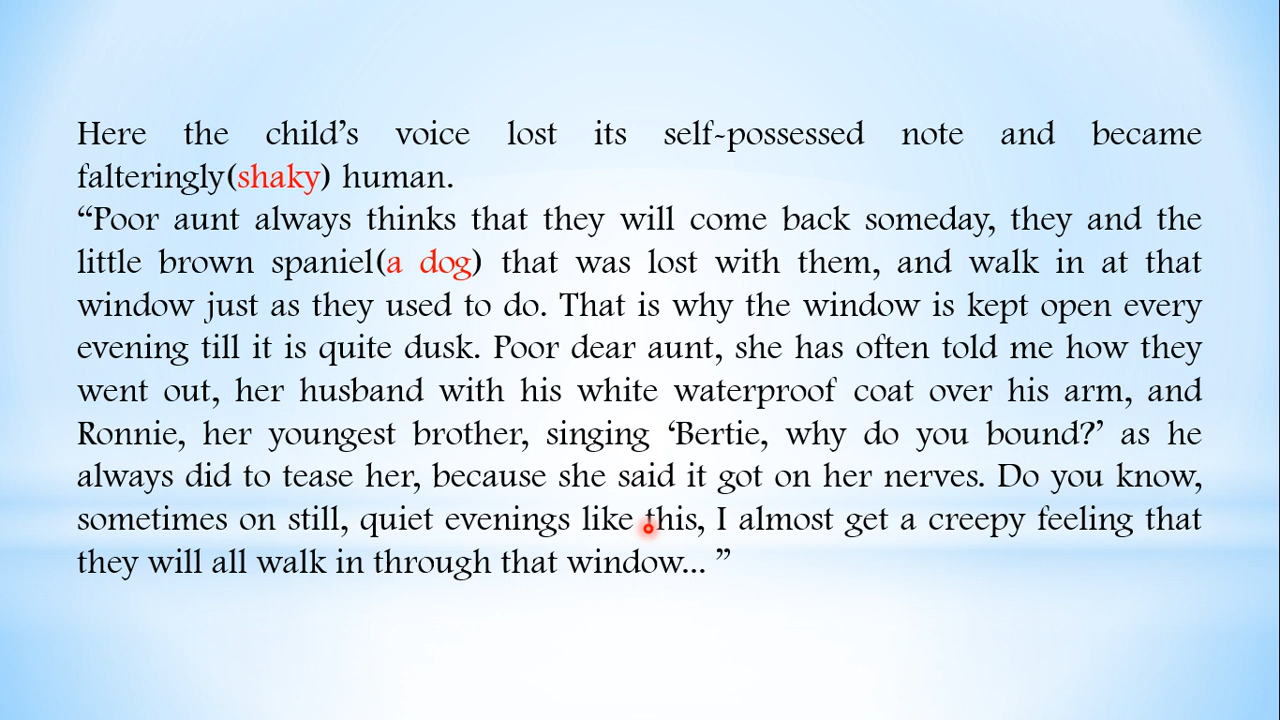 Here the child’s voice lost its self-possessed note and became
falteringly(shaky) human.
“Poor aunt always thinks that they will come back someday, they and the
little brown spaniel(a dog) that was lost with them, and walk in at that
window just as they used to do. That is why the window is kept open every
evening till it is quite dusk. Poor dear aunt, she has often told me how they
went out, her husband with his white waterproof coat over his arm, and
Ronnie, her youngest brother, singing ‘Bertie, why do you bound?’ as he
always did to tease her, because she said it got on her nerves. Do you know,
sometimes on still, quiet evenings like this, I almost get a creepy feeling that
they will all walk in through that window... ”